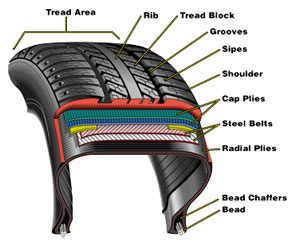 Tread Area
Rib
Tread Block
Grooves
Sipes
Shoulder
Cap Plies
Steel Belts
Radial Plies
Bead Chaffers
Bead